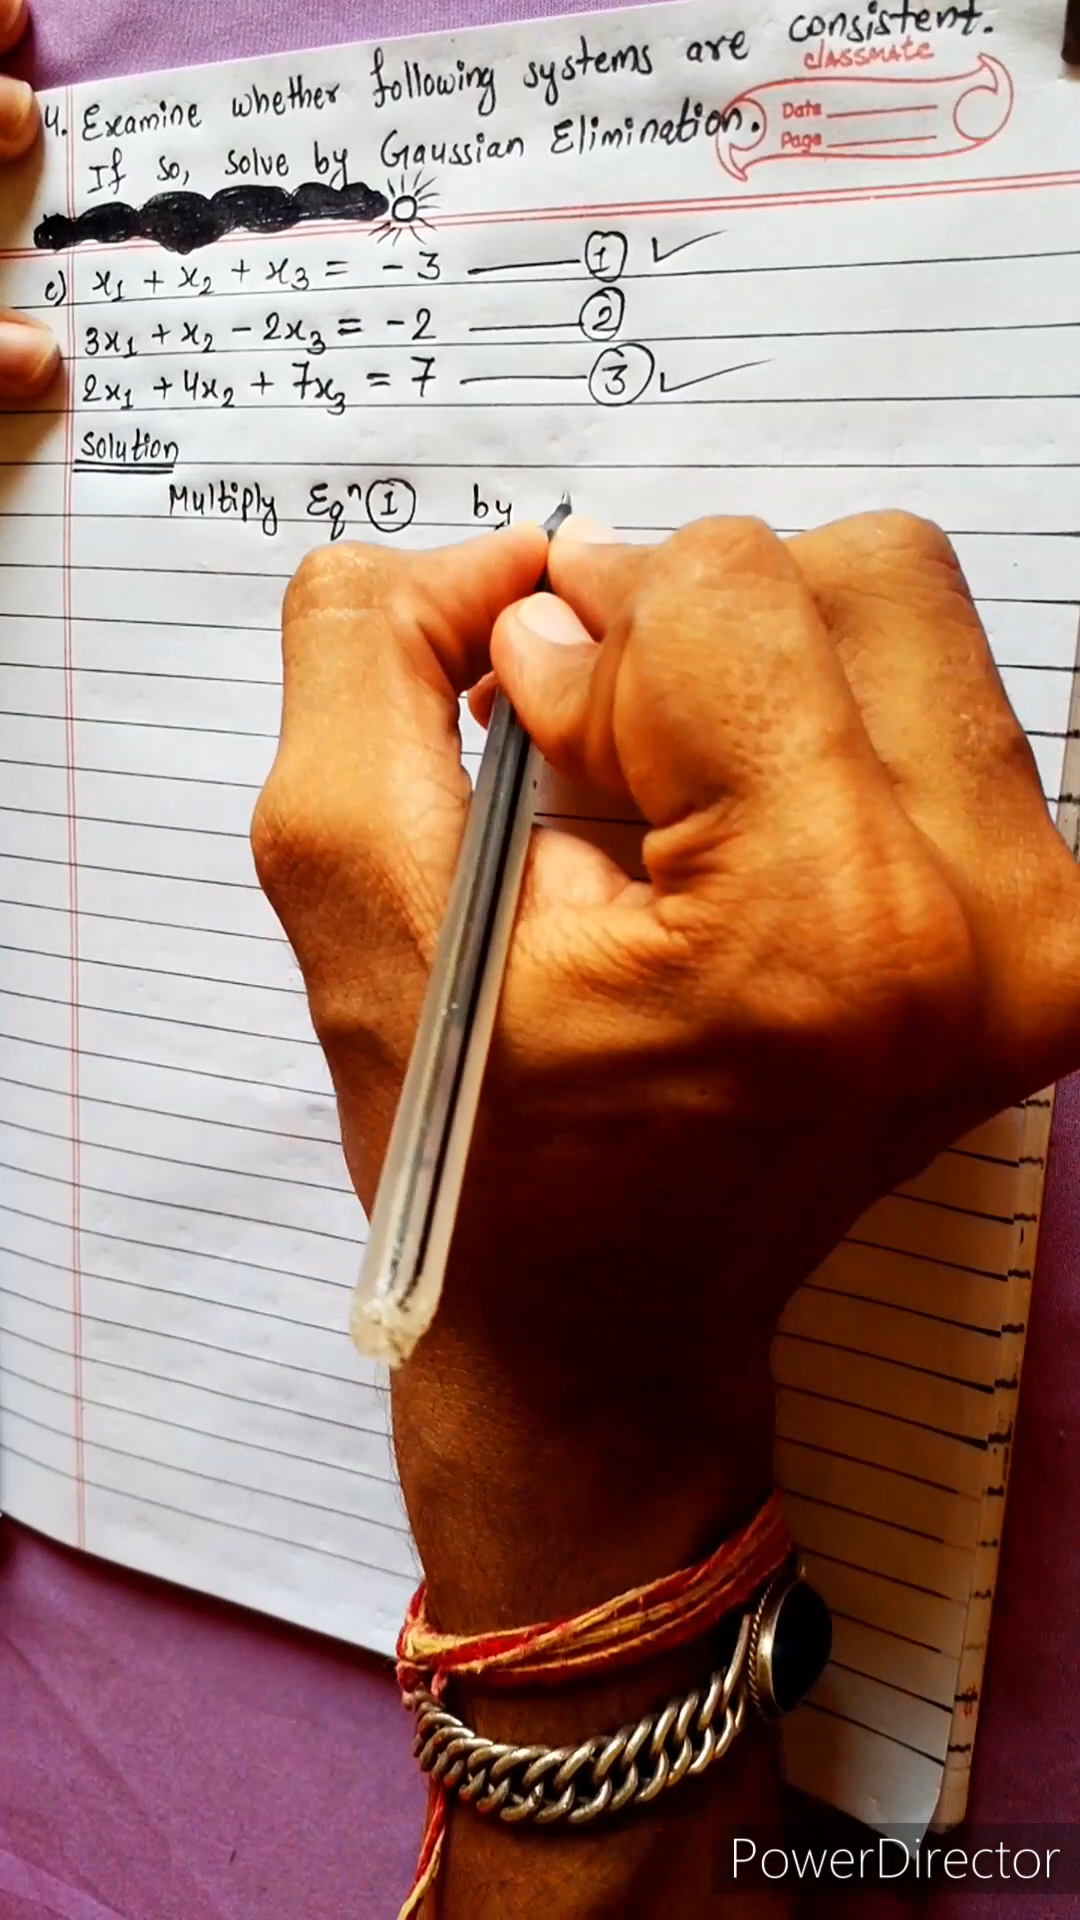 4. Examine whether following systems are consistent.
If so, solve by Gaussian Elimination.
classmate
Date
Page
c) x₁ + x₂ + x₃ = -3 ——— ①
3x₁ + x₂ - 2x₃ = -2 ——— ②
2x₁ + 4x₂ + 7x₃ = 7 ——— ③
Solution
Multiply Eqⁿ ① by
PowerDirector